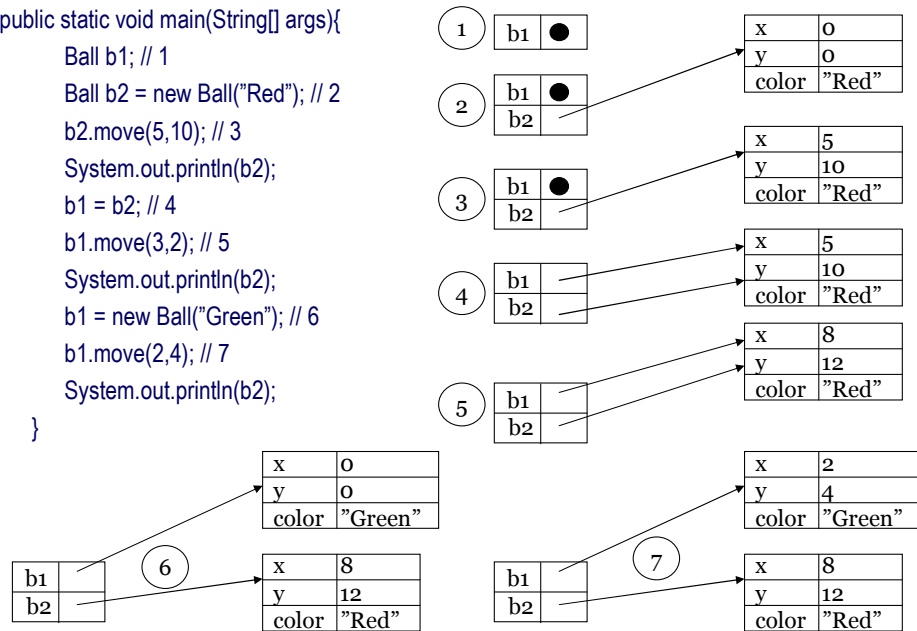 public static void main(String[] args){
Ball b1; // 1
Ball b2 = new Ball(”Red”); // 2
b2.move(5,10); // 3
System.out.println(b2);
b1 = b2; // 4
b1.move(3,2); // 5
System.out.println(b2);
b1 = new Ball("Green”); // 6
b1.move(2,4); // 7
System.out.println(b2);
}
1
b1
x 0
y 0
color ”Red”
2
b1
b2
x 5
y 10
color ”Red”
3
b1
b2
x 5
y 10
color ”Red”
4
b1
b2
x 8
y 12
color ”Red”
5
b1
b2
x 0
y 0
color ”Green”
6
b1
b2
x 8
y 12
color ”Red”
x 2
y 4
color ”Green”
7
b1
b2
x 8
y 12
color ”Red”